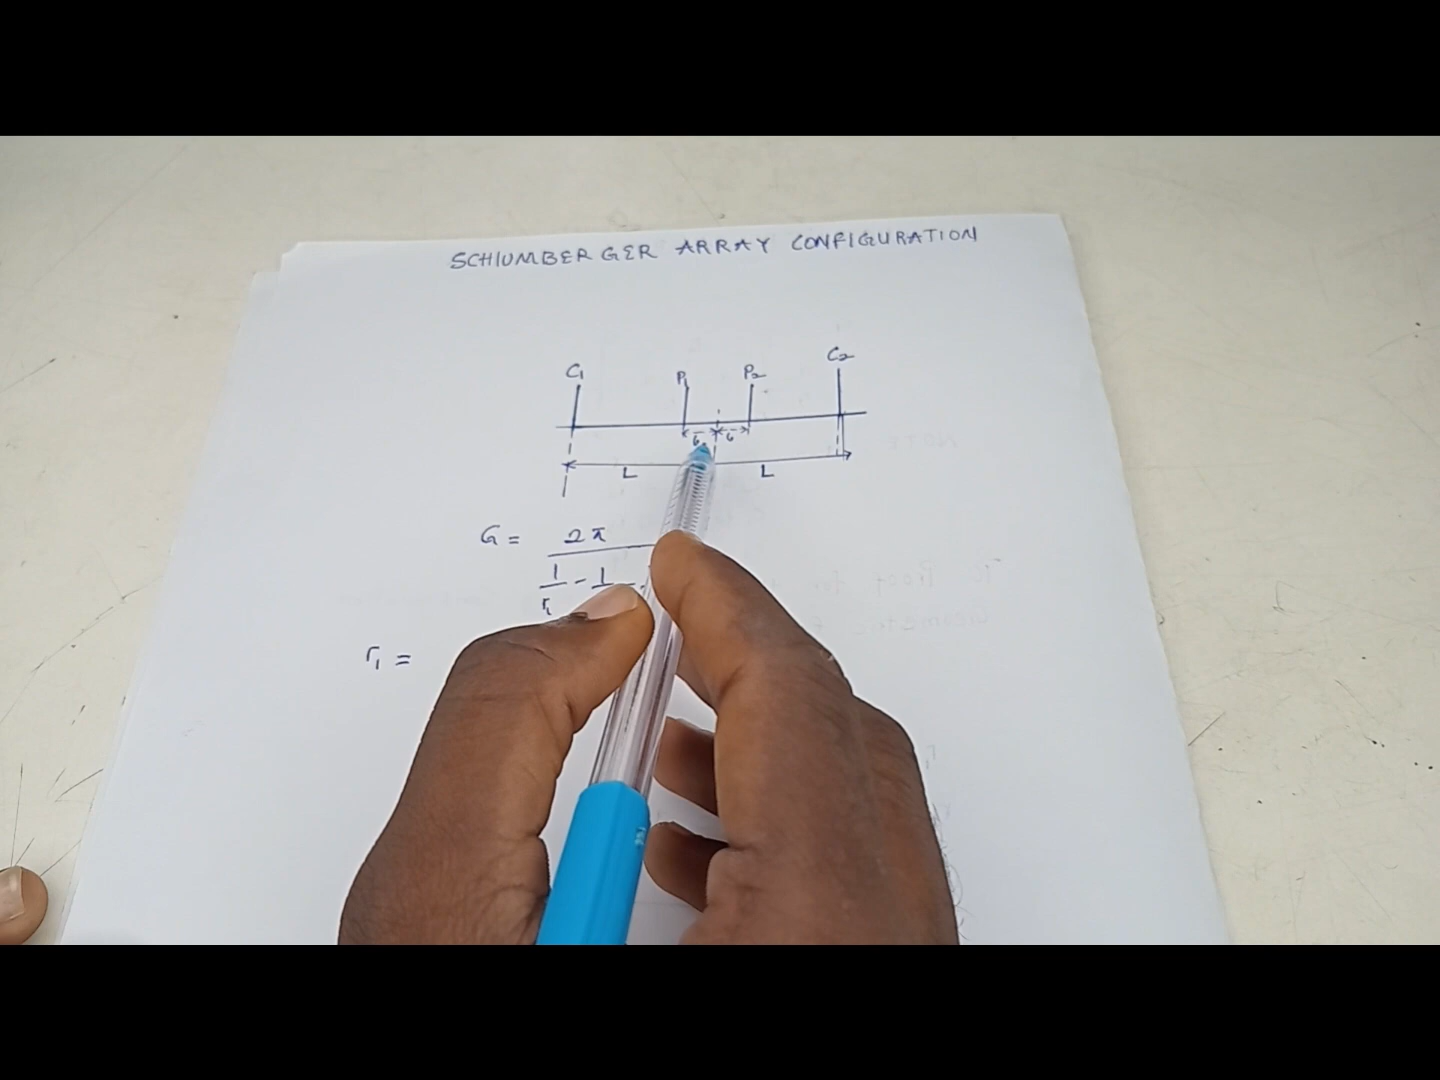 SCHLUMBERGER ARRAY CONFIGURATION
C1 P1 P2 C2
L L
G = 2π
1 - 1
r1
r1 =